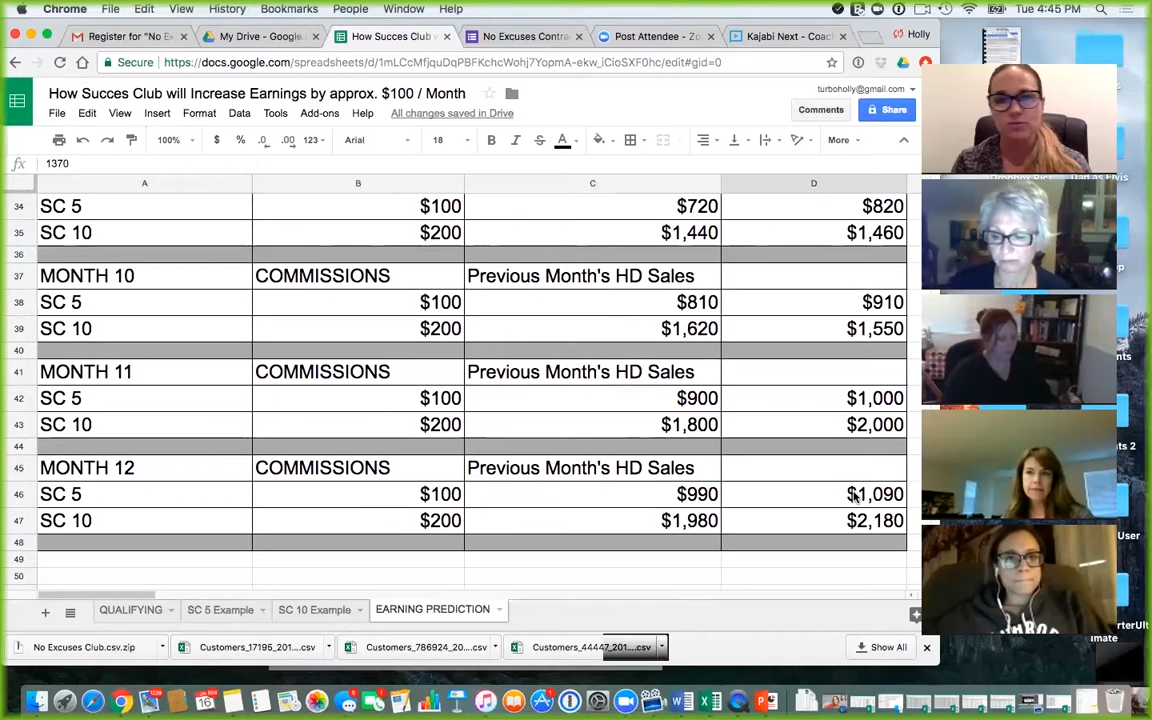 Chrome File Edit View History Bookmarks People Window Help Tue 4:45 PM
Register for "No Ex My Drive - Google. How Succes Club w No Excuses Contra Post Attendee - Zo Kajabi Next - Coac Holly
Secure https://docs.google.com/spreadsheets/d/1mLCcMfjquDqPBFKchcWohj7YopmA-ekw_iCioSXF0hc/edit#gid=0
How Succes Club will Increase Earnings by approx. $100 / Month
turboholly@gmail.com
File Edit View Insert Format Data Tools Add-ons Help All changes saved in Drive
Comments Share
100% $ % .0 .00 123 Arial 18 B I S A More
fx 1370
A B C D
34 SC 5 $100 $720 $820
35 SC 10 $200 $1,440 $1,460
36
37 MONTH 10 COMMISSIONS Previous Month's HD Sales
38 SC 5 $100 $810 $910
39 SC 10 $200 $1,620 $1,550
40
41 MONTH 11 COMMISSIONS Previous Month's HD Sales
42 SC 5 $100 $900 $1,000
43 SC 10 $200 $1,800 $2,000
44
45 MONTH 12 COMMISSIONS Previous Month's HD Sales
46 SC 5 $100 $990 $1,090
47 SC 10 $200 $1,980 $2,180
48
49
50
QUALIFYING SC 5 Example SC 10 Example EARNING PREDICTION
No Excuses Club.csv.zip Customers_17195_201....csv Customers_786924_20....csv Customers_44447_201....csv Show All